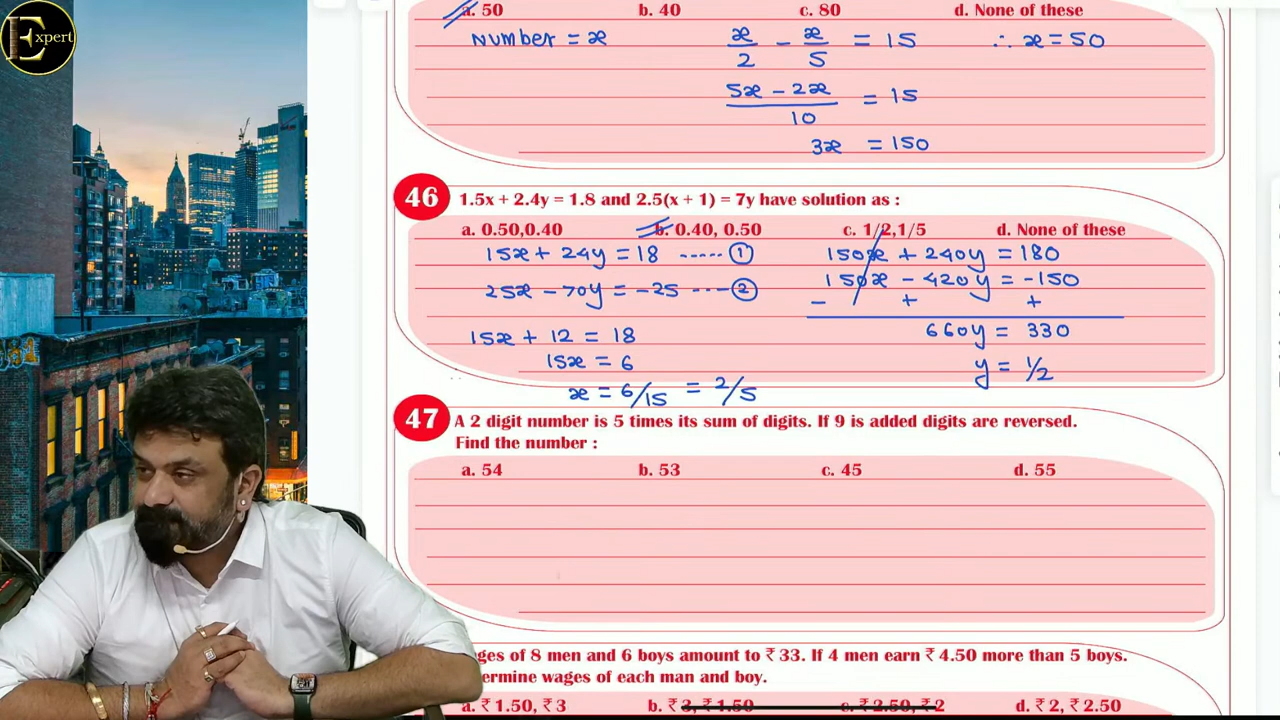 Expert
a. 50 b. 40 c. 80 d. None of these
Number = x x/2 - x/5 = 15 ∴ x = 50
5x - 2x/10 = 15
3x = 150
46 1.5x + 2.4y = 1.8 and 2.5(x + 1) = 7y have solution as :
a. 0.50,0.40 b. 0.40, 0.50 c. 1/2,1/5 d. None of these
15x + 24y = 18 ----- ① 150x + 240y = 180
25x - 70y = -25 ---- ② 150x - 420y = -150
- + +
15x + 12 = 18 660y = 330
15x = 6 y = 1/2
x = 6/15 = 2/5
47 A 2 digit number is 5 times its sum of digits. If 9 is added digits are reversed.
Find the number :
a. 54 b. 53 c. 45 d. 55
ges of 8 men and 6 boys amount to ₹ 33. If 4 men earn ₹ 4.50 more than 5 boys.
ermine wages of each man and boy.
a. ₹ 1.50, ₹ 3 b. ₹ 3, ₹ 1.50 c. ₹ 2.50, ₹ 2 d. ₹ 2, ₹ 2.50